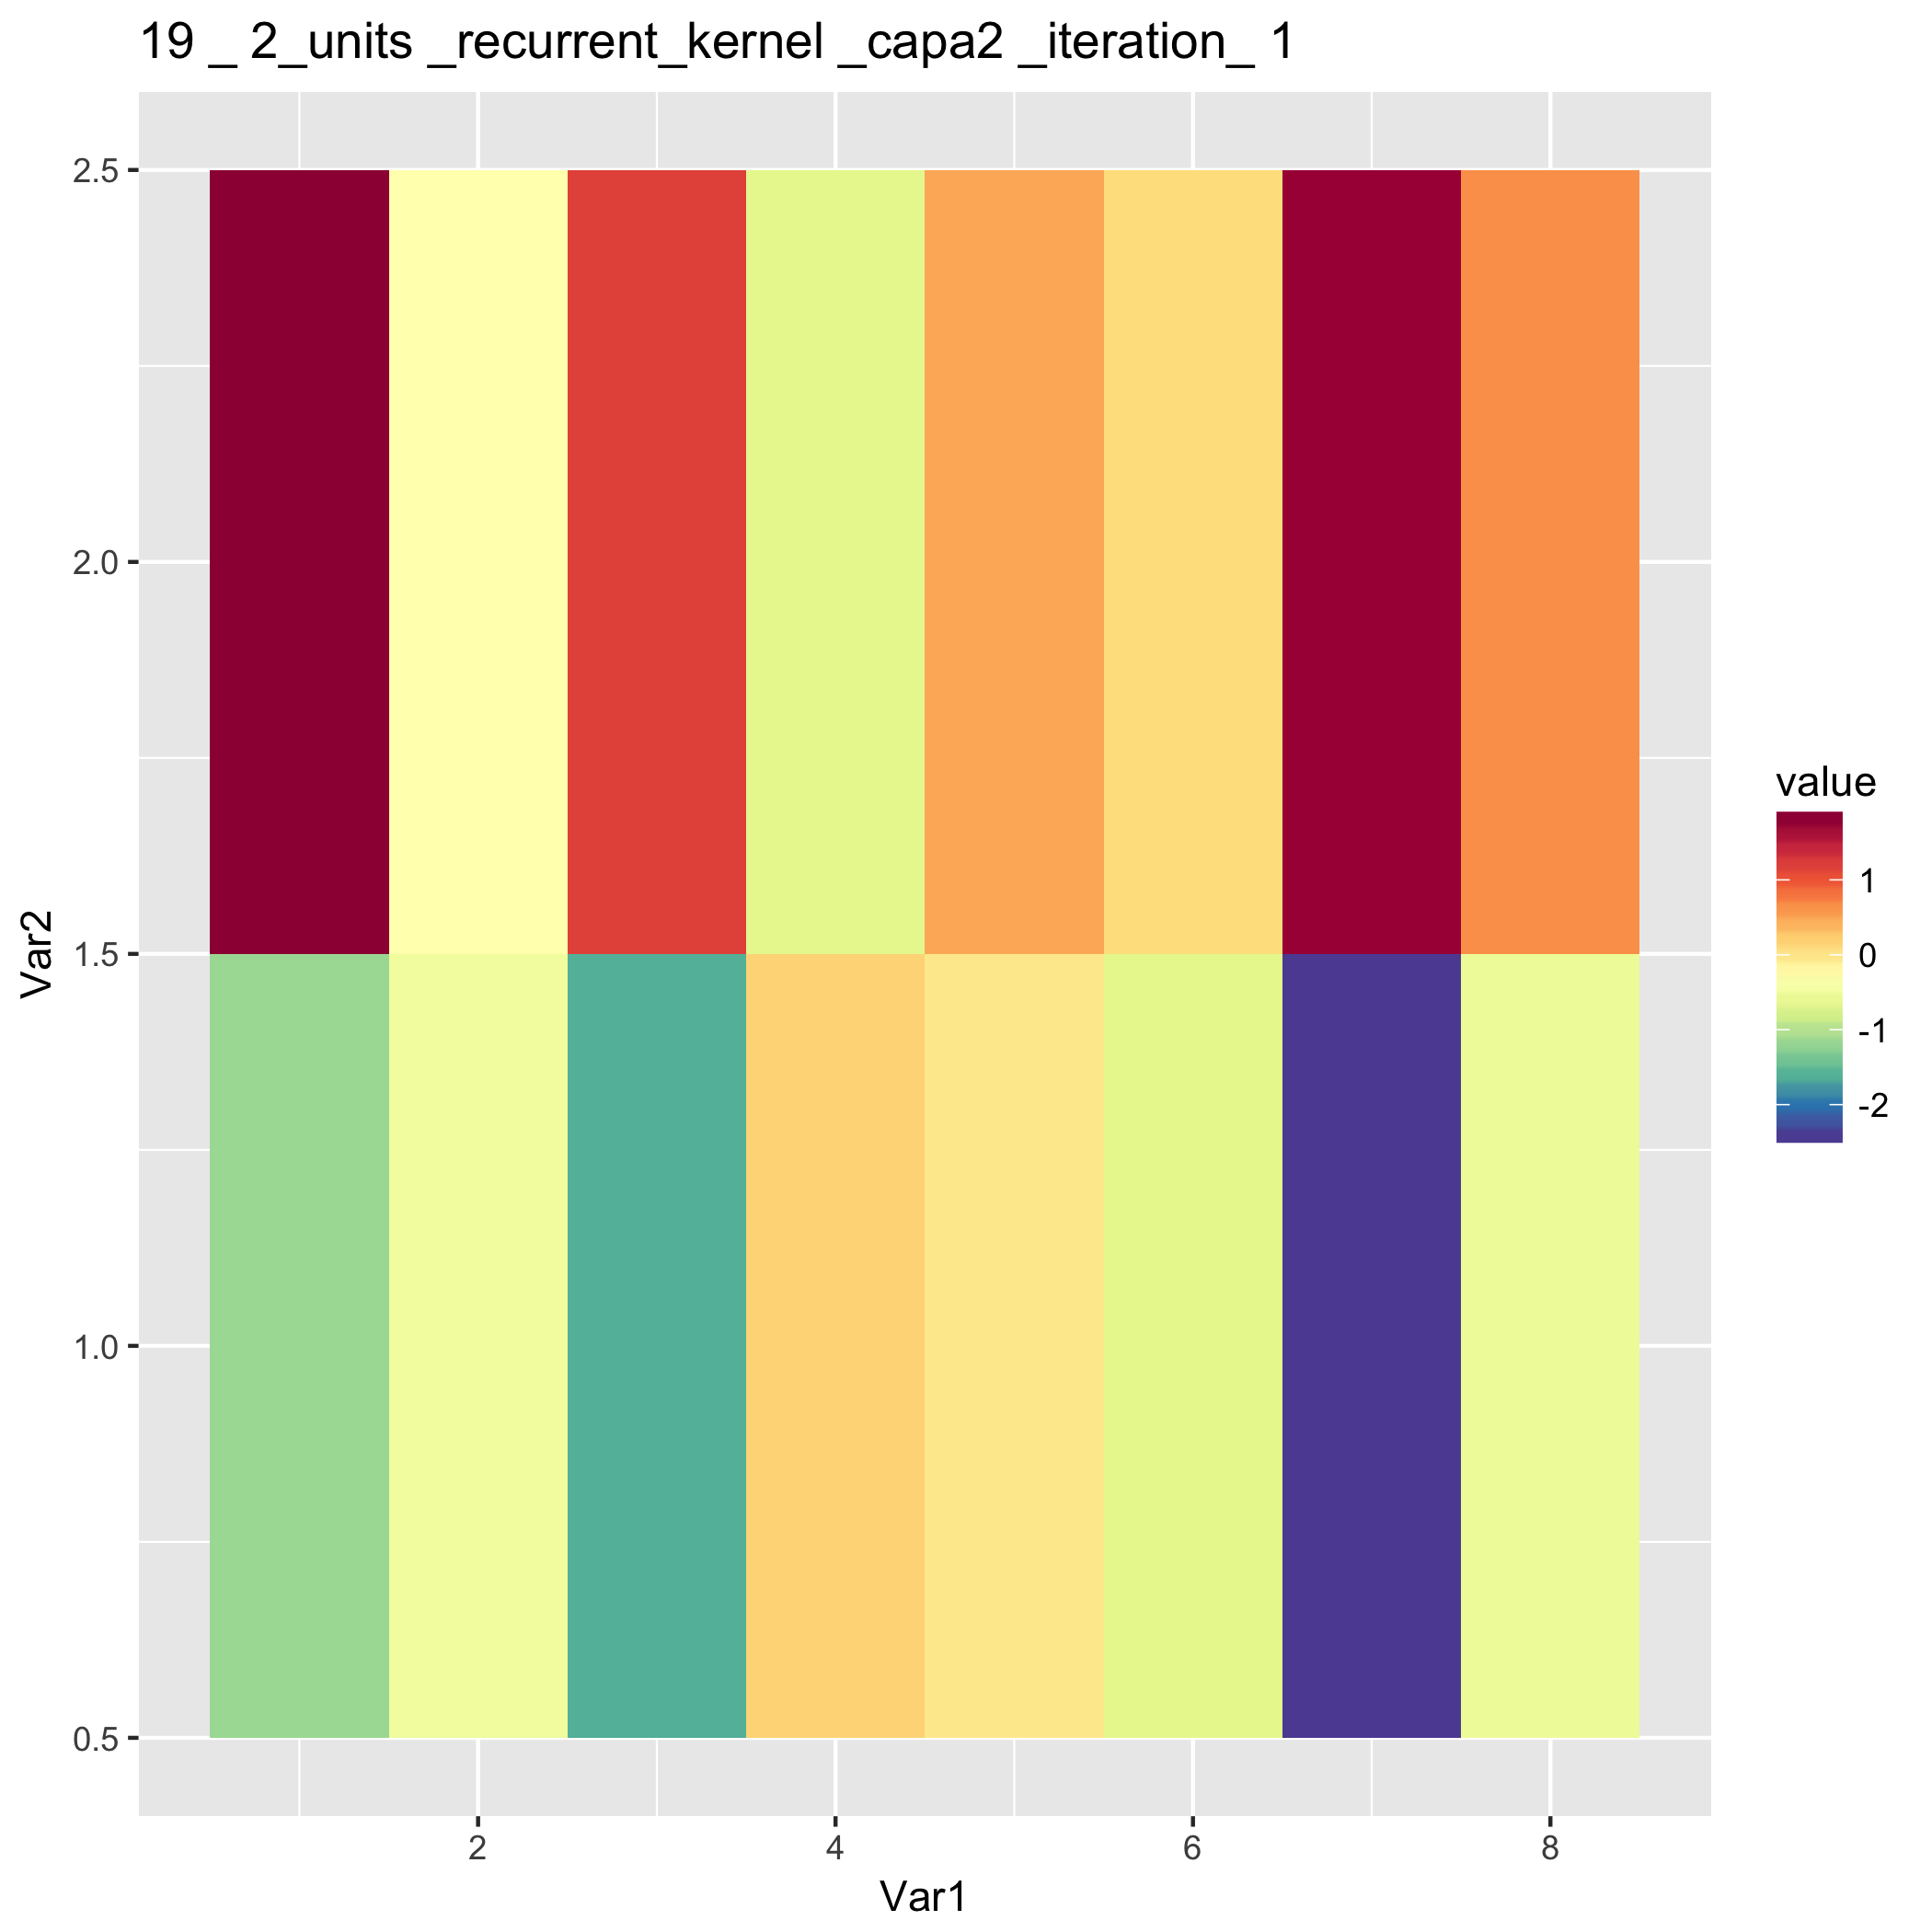 19 _ 2_units _recurrent_kernel _capa2 _iteration_ 1
2.5
2.0
1.5
1.0
0.5
Var2
2 4 6 8
Var1
value
1
0
-1
-2